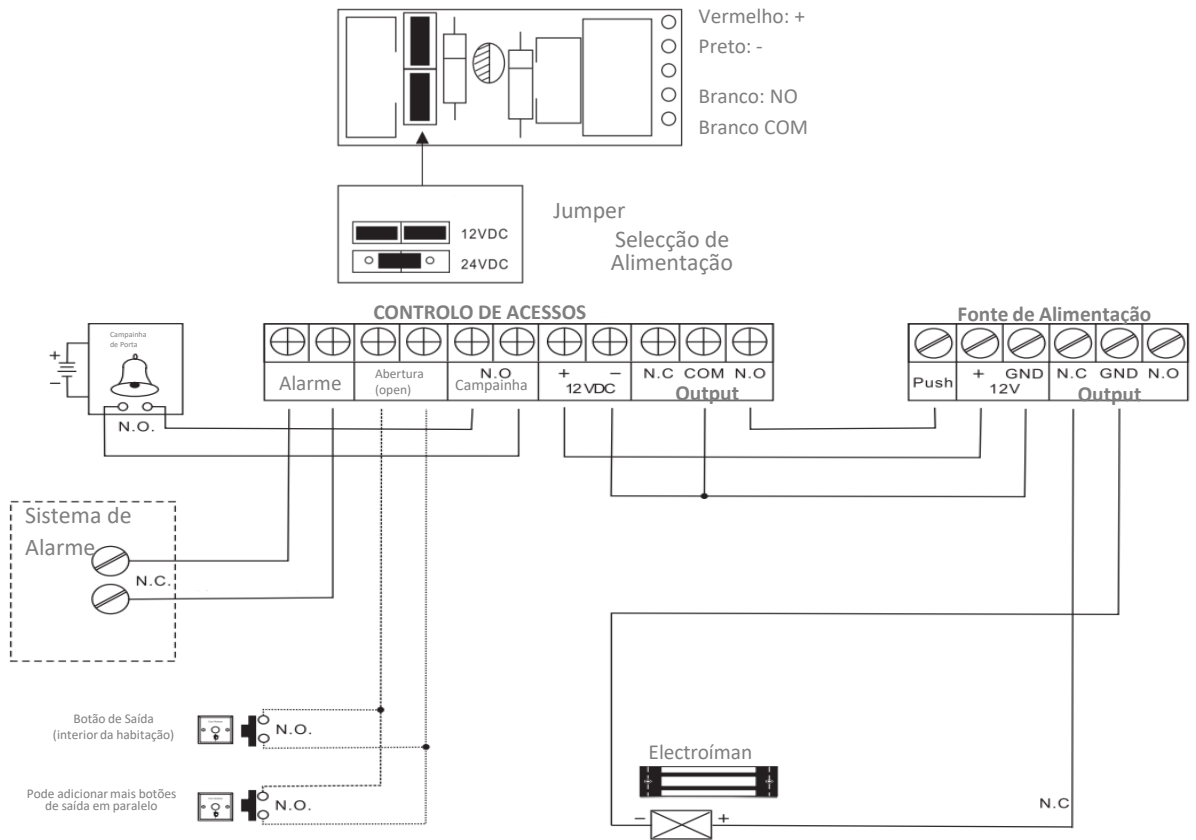 Vermelho: +
Preto: -
Branco: NO
Branco COM
Jumper
Selecção de
Alimentação
12VDC
24VDC
CONTROLO DE ACESSOS
Fonte de Alimentação
Campainha
de Porta
+
−
N.O.
Alarme
Abertura
(open)
N.O
Campainha
+ −
12 VDC
N.C COM N.O
Output
Push
+ GND
12V
N.C GND N.O
Output
Sistema de
Alarme
N.C.
Botão de Saída
(interior da habitação)
N.O.
Pode adicionar mais botões
de saída em paralelo
N.O.
Electroíman
− +
N.C